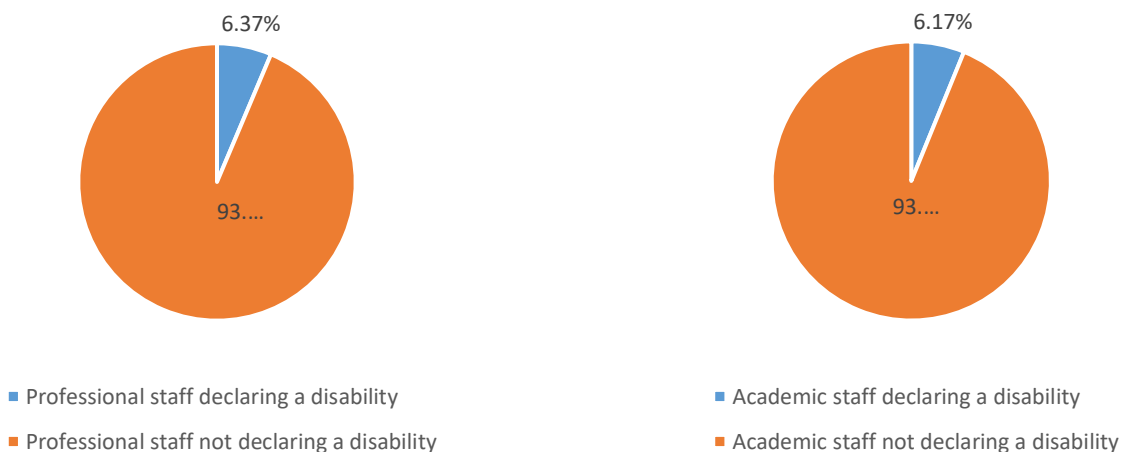 6.37%
93....
Professional staff declaring a disability
Professional staff not declaring a disability
6.17%
93....
Academic staff declaring a disability
Academic staff not declaring a disability